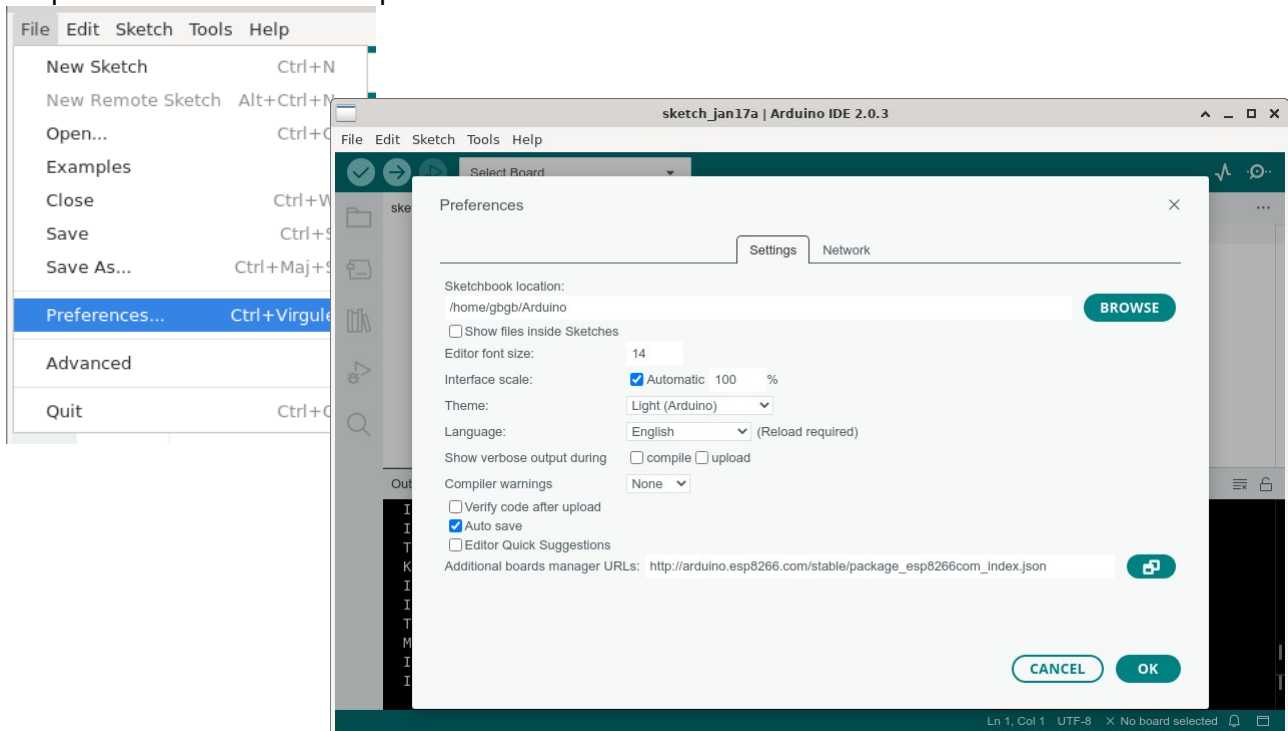 File Edit Sketch Tools Help
New Sketch Ctrl+N
New Remote Sketch Alt+Ctrl+N
Open...
Examples
Close
Save
Save As...
Preferences... Ctrl+Virgule
Advanced
Quit
sketch_jan17a | Arduino IDE 2.0.3
File Edit Sketch Tools Help
Select Board
ske
Preferences
Settings Network
Sketchbook location:
/home/gbgb/Arduino
BROWSE
Show files inside Sketches
Editor font size: 14
Interface scale: Automatic 100 %
Theme: Light (Arduino)
Language: English (Reload required)
Show verbose output during compile upload
Out
Compiler warnings None
Verify code after upload
Auto save
Editor Quick Suggestions
Additional boards manager URLs: http://arduino.esp8266.com/stable/package_esp8266com_index.json
I
I
T
K
I
I
T
M
I
I
CANCEL OK
Ln 1, Col 1 UTF-8 × No board selected